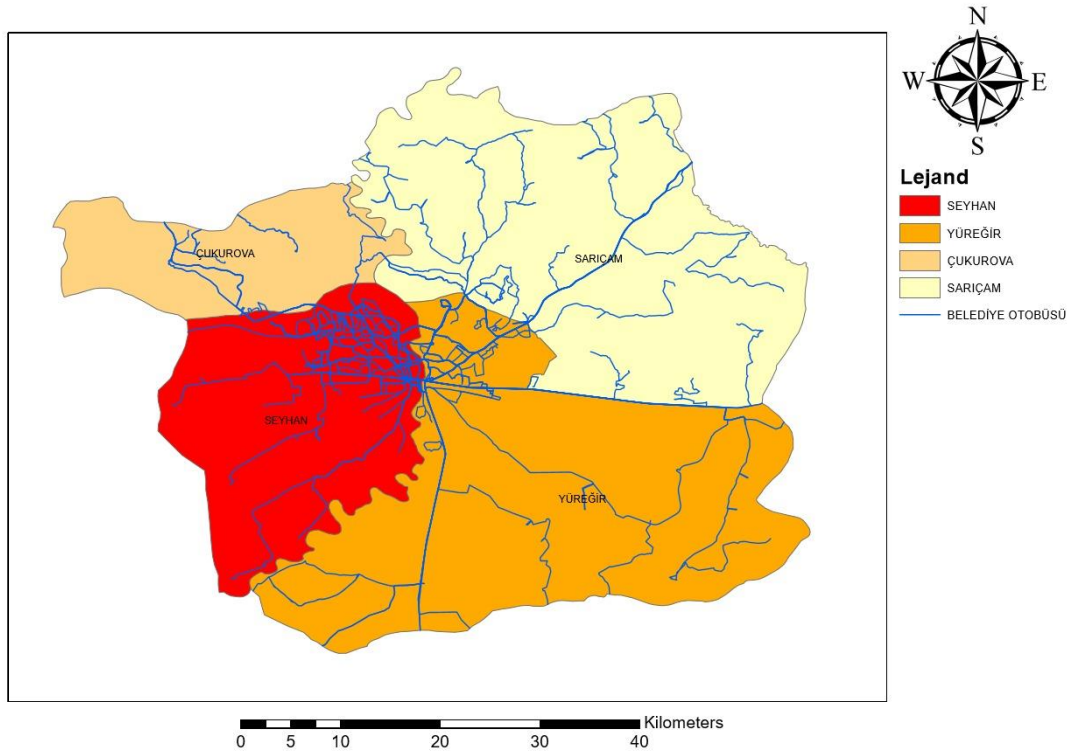 N
W E
S
Lejand
SEYHAN
YÜREĞİR
ÇUKUROVA
SARIÇAM
BELEDİYE OTOBÜSÜ
ÇUKUROVA
SARIÇAM
SEYHAN
YÜREĞİR
Kilometers
0 5 10 20 30 40